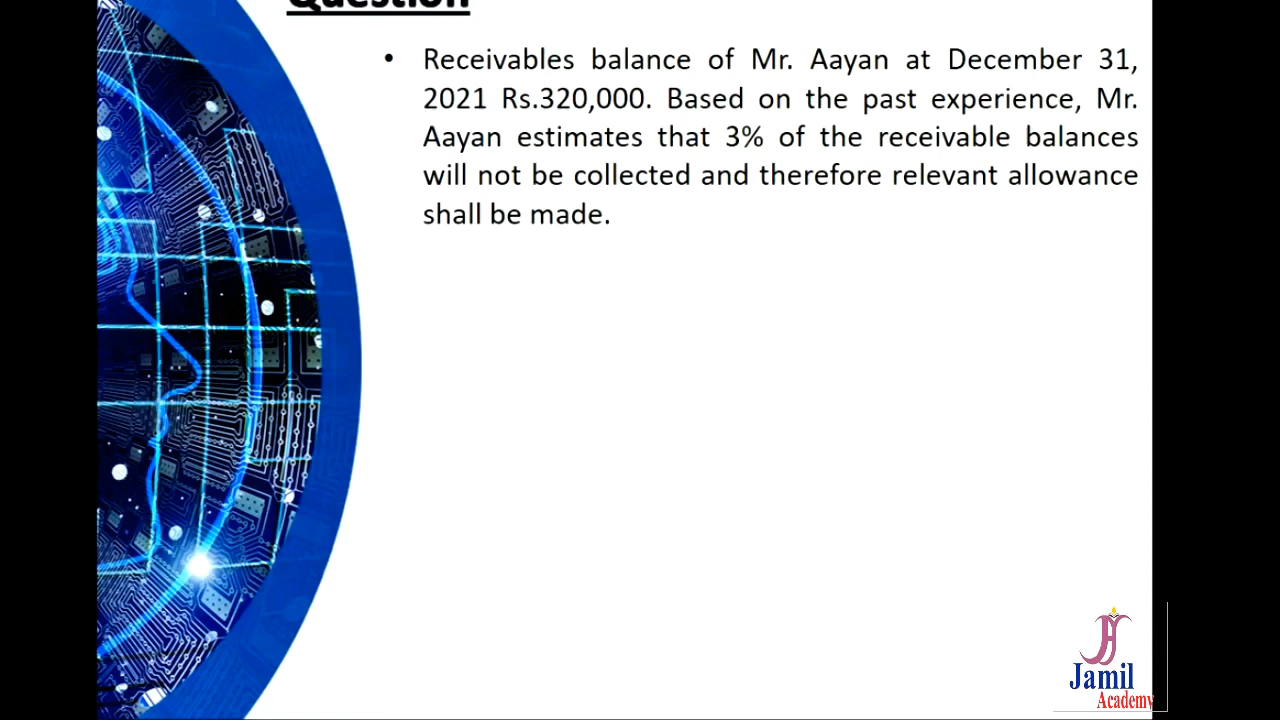 Question
• Receivables balance of Mr. Aayan at December 31,
2021 Rs.320,000. Based on the past experience, Mr.
Aayan estimates that 3% of the receivable balances
will not be collected and therefore relevant allowance
shall be made.
Jamil
Academy